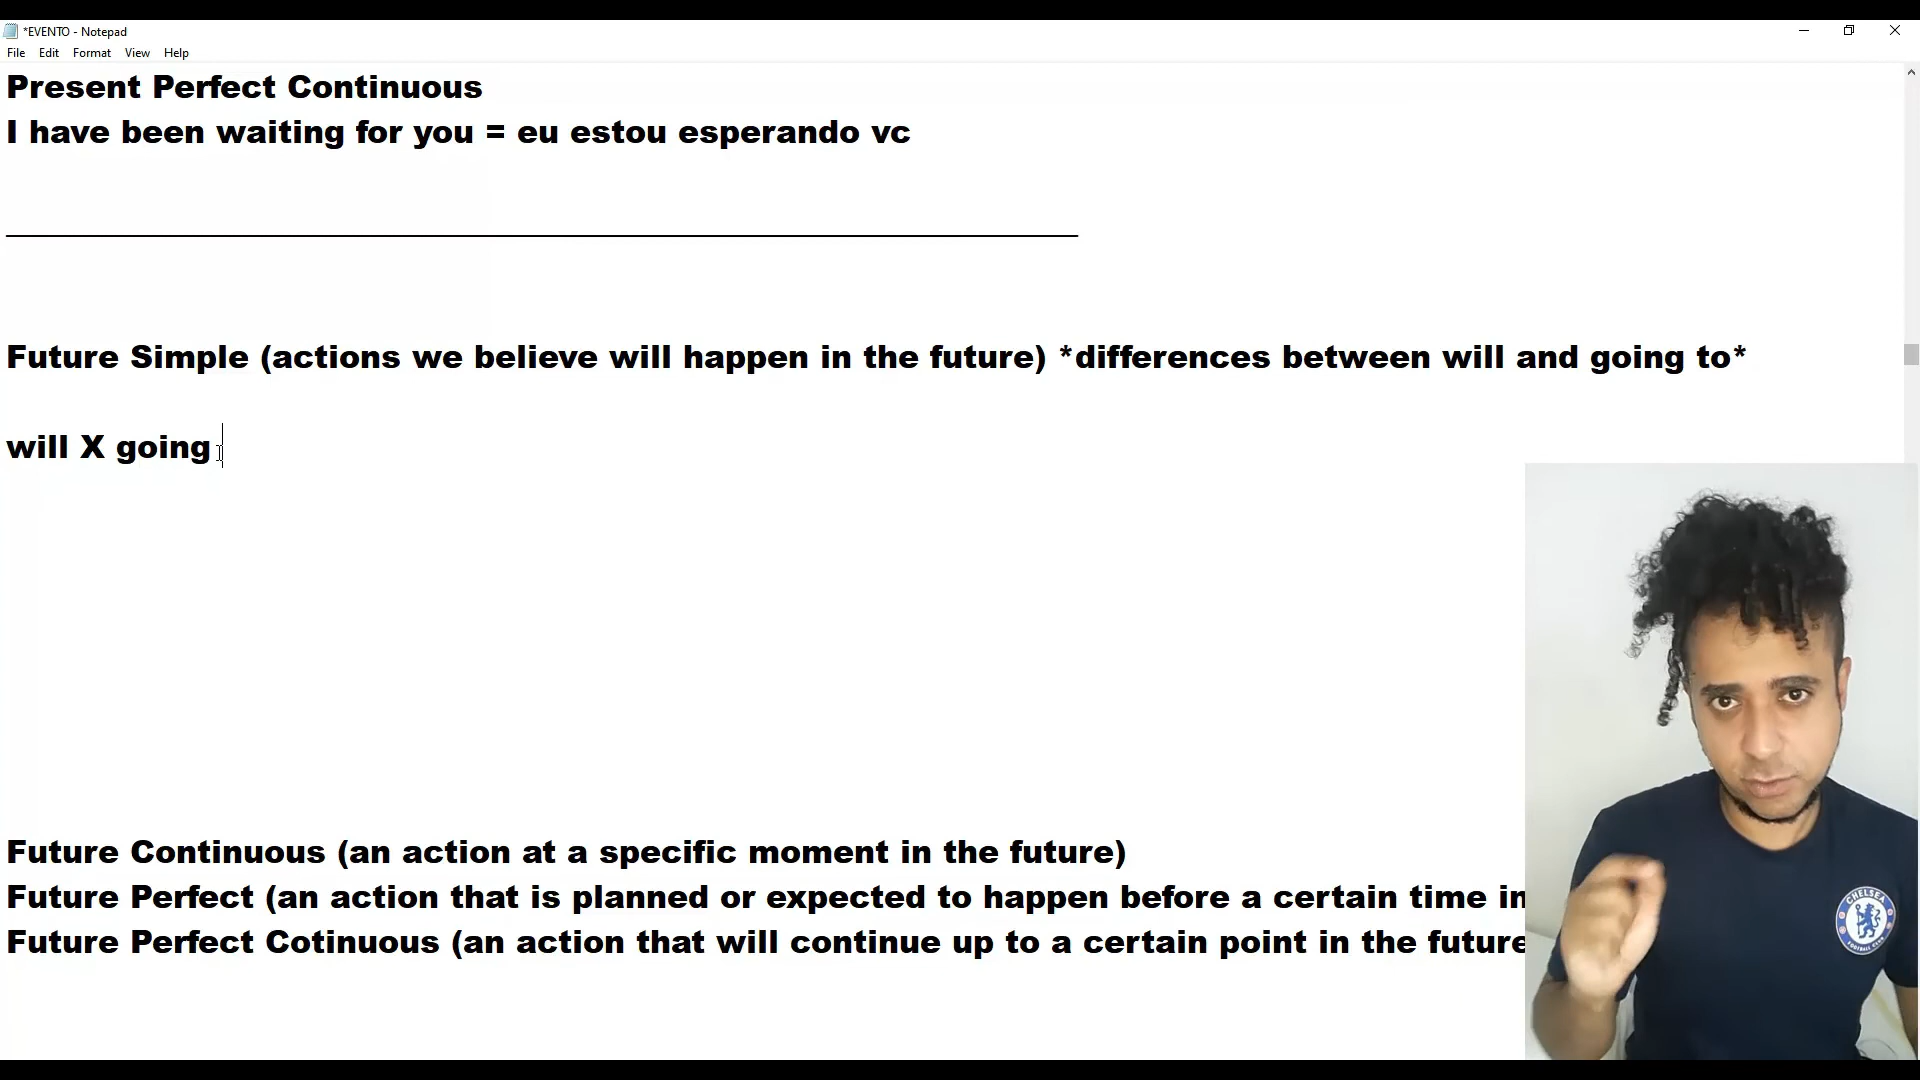 *EVENTO - Notepad
File Edit Format View Help
Present Perfect Continuous
I have been waiting for you = eu estou esperando vc
Future Simple (actions we believe will happen in the future) *differences between will and going to*
will X going
Future Continuous (an action at a specific moment in the future)
Future Perfect (an action that is planned or expected to happen before a certain time in
Future Perfect Cotinuous (an action that will continue up to a certain point in the future
CHELSEA
FOOTBALL CLUB